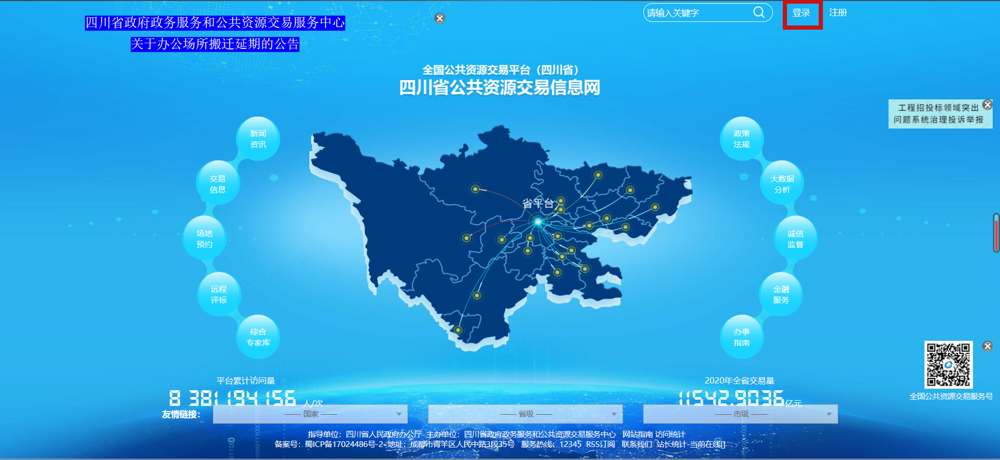 四川省政府政务服务和公共资源交易服务中心
关于办公场所搬迁延期的公告
请输入关键字
登录
注册
全国公共资源交易平台（四川省）
四川省公共资源交易信息网
工程招投标领域突出
问题系统治理投诉举报
新闻
资讯
交易
信息
场地
预约
远程
评标
综合
专家库
省平台
政策
法规
大数据
分析
诚信
监督
金融
服务
办事
指南
平台累计访问量
8 381194156 人/次
2020年全省交易量
11542.9036亿元
全国公共资源交易服务号
友情链接：
—— 国家 ——
—— 省级 ——
—— 市级 ——
指导单位：四川省人民政府办公厅 主办单位：四川省政府政务服务和公共资源交易服务中心 网站指南 访问统计
备案号：蜀ICP备17024486号-2 地址：成都市青羊区人民中路3段35号 服务热线：12345 RSS订阅 联系我们 站长统计-当前在线[]